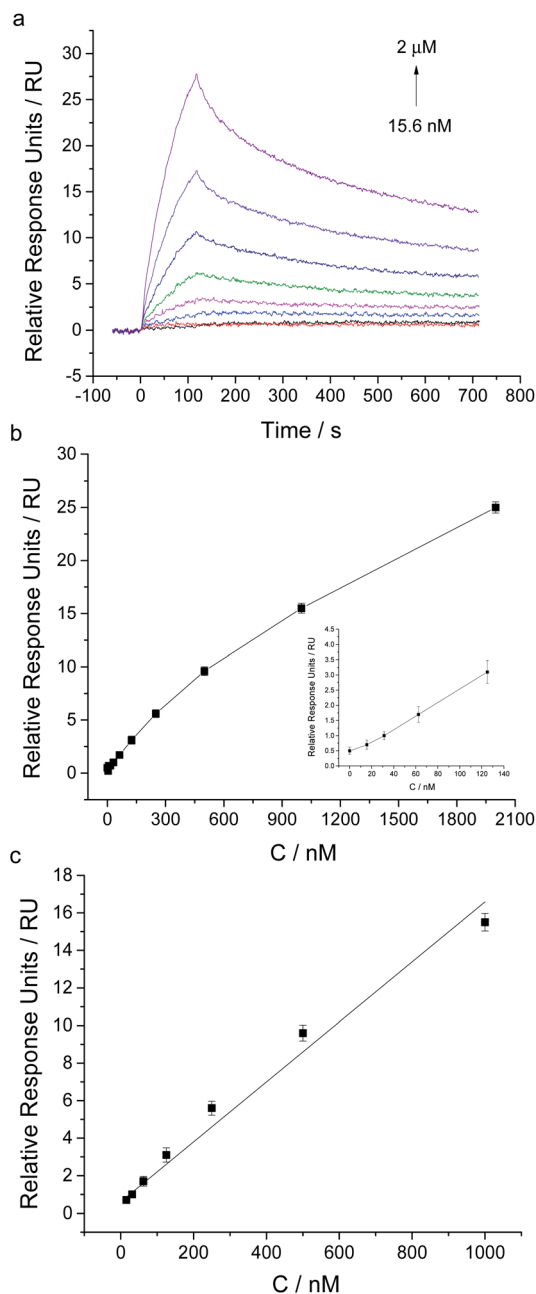 a
Relative Response Units / RU
30
25
20
15
10
5
0
-5
2 μM
15.6 nM
-100 0 100 200 300 400 500 600 700 800
Time / s
b
Relative Response Units / RU
30
25
20
15
10
5
0
Relative Response Units / RU
4.5
4.0
3.5
3.0
2.5
2.0
1.5
1.0
0.5
0.0
0 20 40 60 80 100 120 140
C / nM
0 300 600 900 1200 1500 1800 2100
C / nM
c
Relative Response Units / RU
18
16
14
12
10
8
6
4
2
0
0 200 400 600 800 1000
C / nM